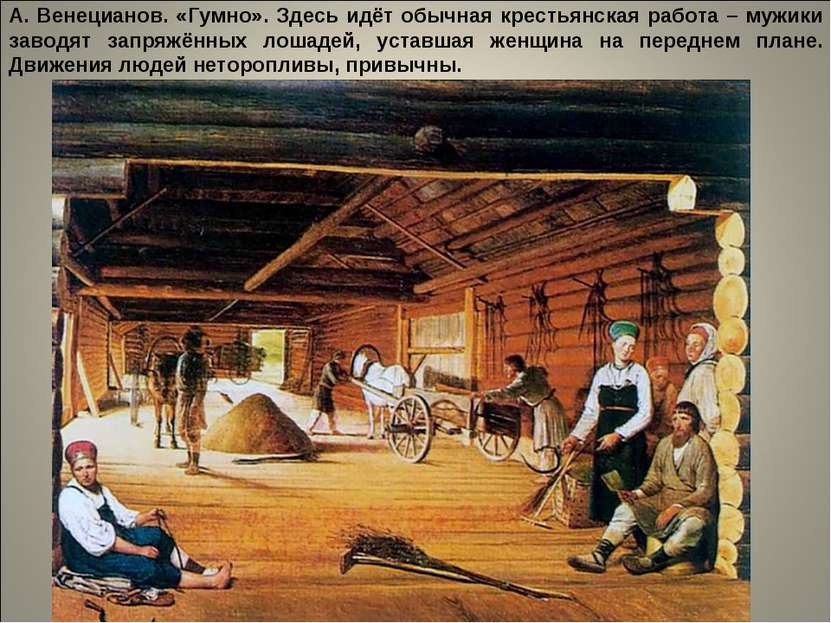 А. Венецианов. «Гумно». Здесь идёт обычная крестьянская работа – мужики
заводят запряжённых лошадей, уставшая женщина на переднем плане.
Движения людей неторопливы, привычны.